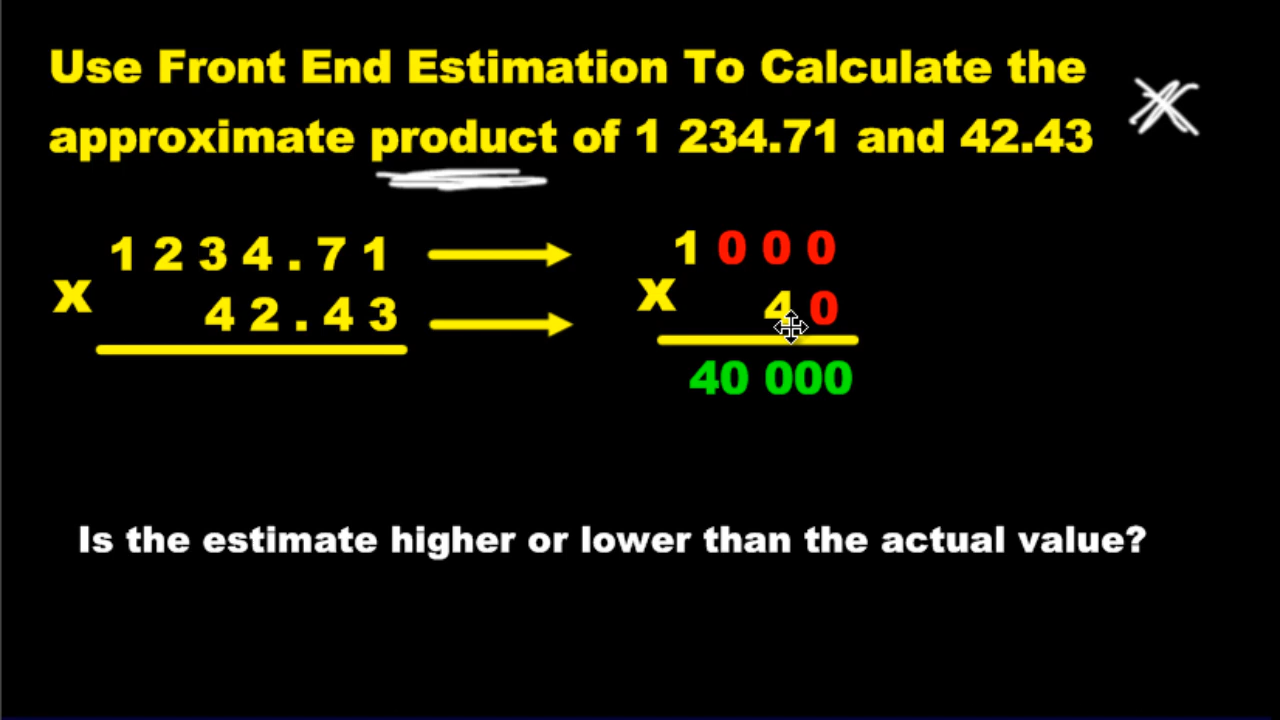 Use Front End Estimation To Calculate the
approximate product of 1 234.71 and 42.43
1 2 3 4 . 7 1
x
4 2 . 4 3
1 0 0 0
x
4 0
40 000
Is the estimate higher or lower than the actual value?